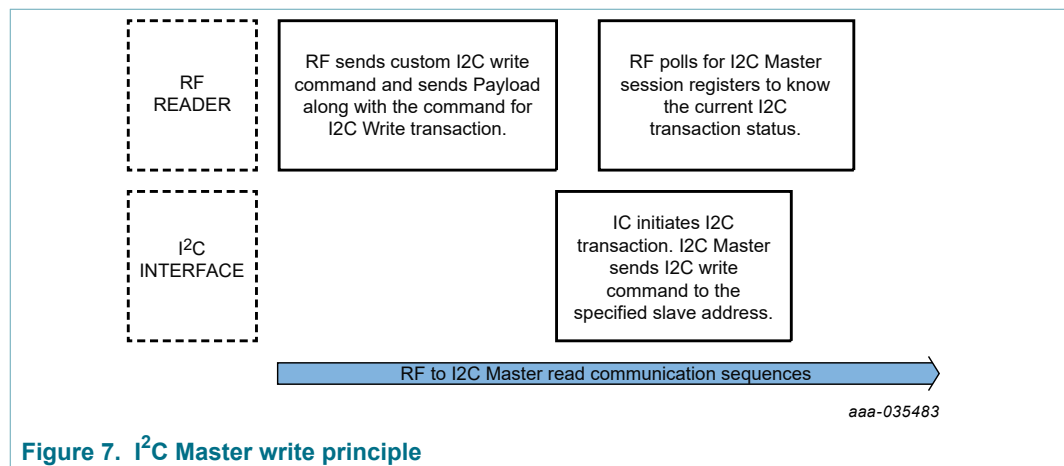 RF
READER
RF sends custom I2C write
command and sends Payload
along with the command for
I2C Write transaction.
RF polls for I2C Master
session registers to know
the current I2C
transaction status.
I²C
INTERFACE
IC initiates I2C
transaction. I2C Master
sends I2C write
command to the
specified slave address.
RF to I2C Master read communication sequences
aaa-035483
Figure 7. I²C Master write principle